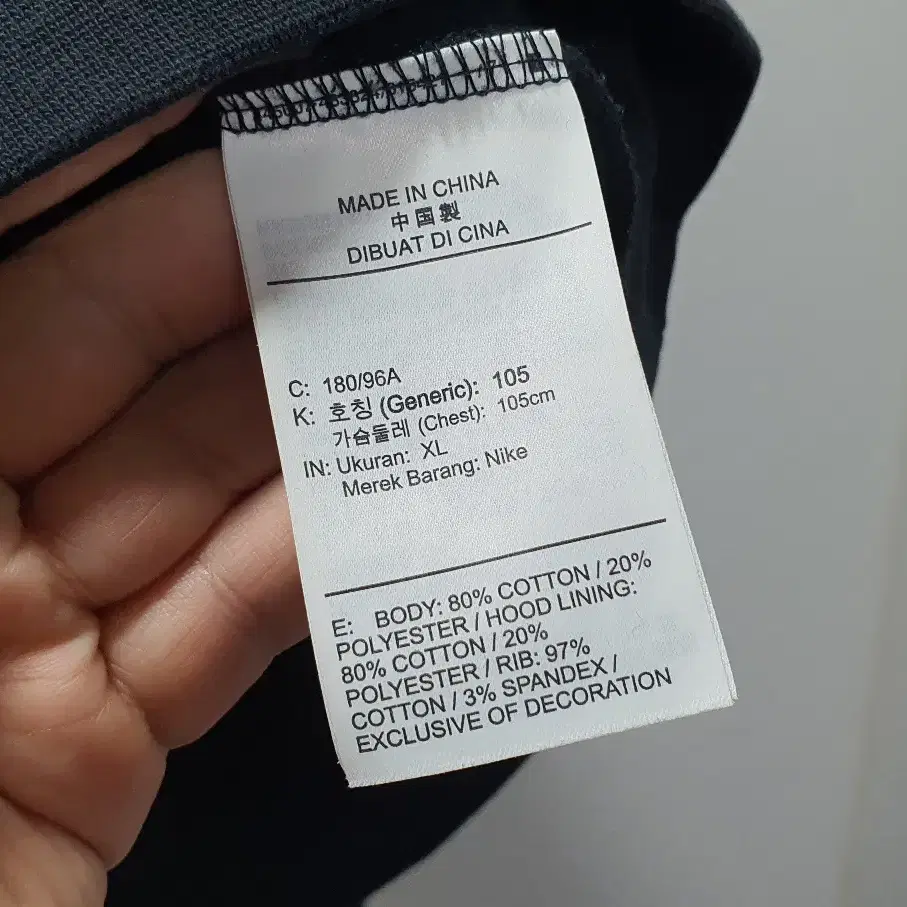 MADE IN CHINA
中国製
DIBUAT DI CINA
C: 180/96A
K: 호칭 (Generic): 105
가슴둘레 (Chest): 105cm
IN: Ukuran: XL
Merek Barang: Nike
E: BODY: 80% COTTON / 20%
POLYESTER / HOOD LINING:
80% COTTON / 20%
POLYESTER / RIB: 97%
COTTON / 3% SPANDEX /
EXCLUSIVE OF DECORATION